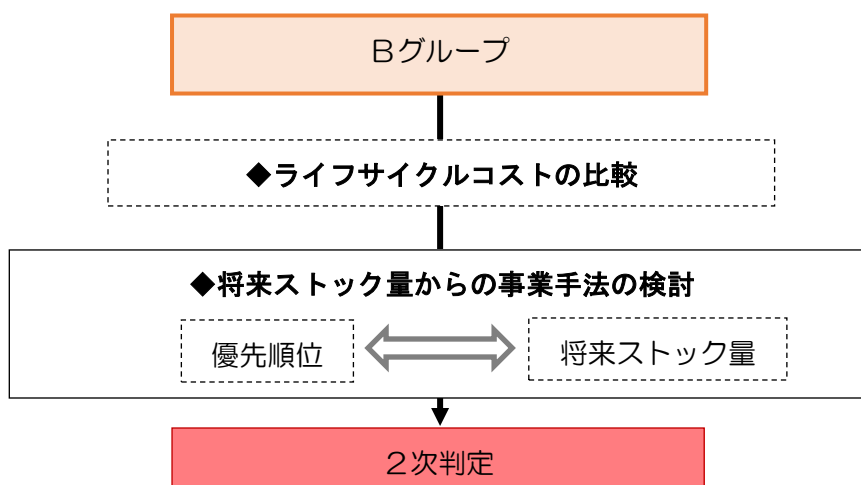 Bグループ
◆ライフサイクルコストの比較
◆将来ストック量からの事業手法の検討
優先順位
将来ストック量
２次判定